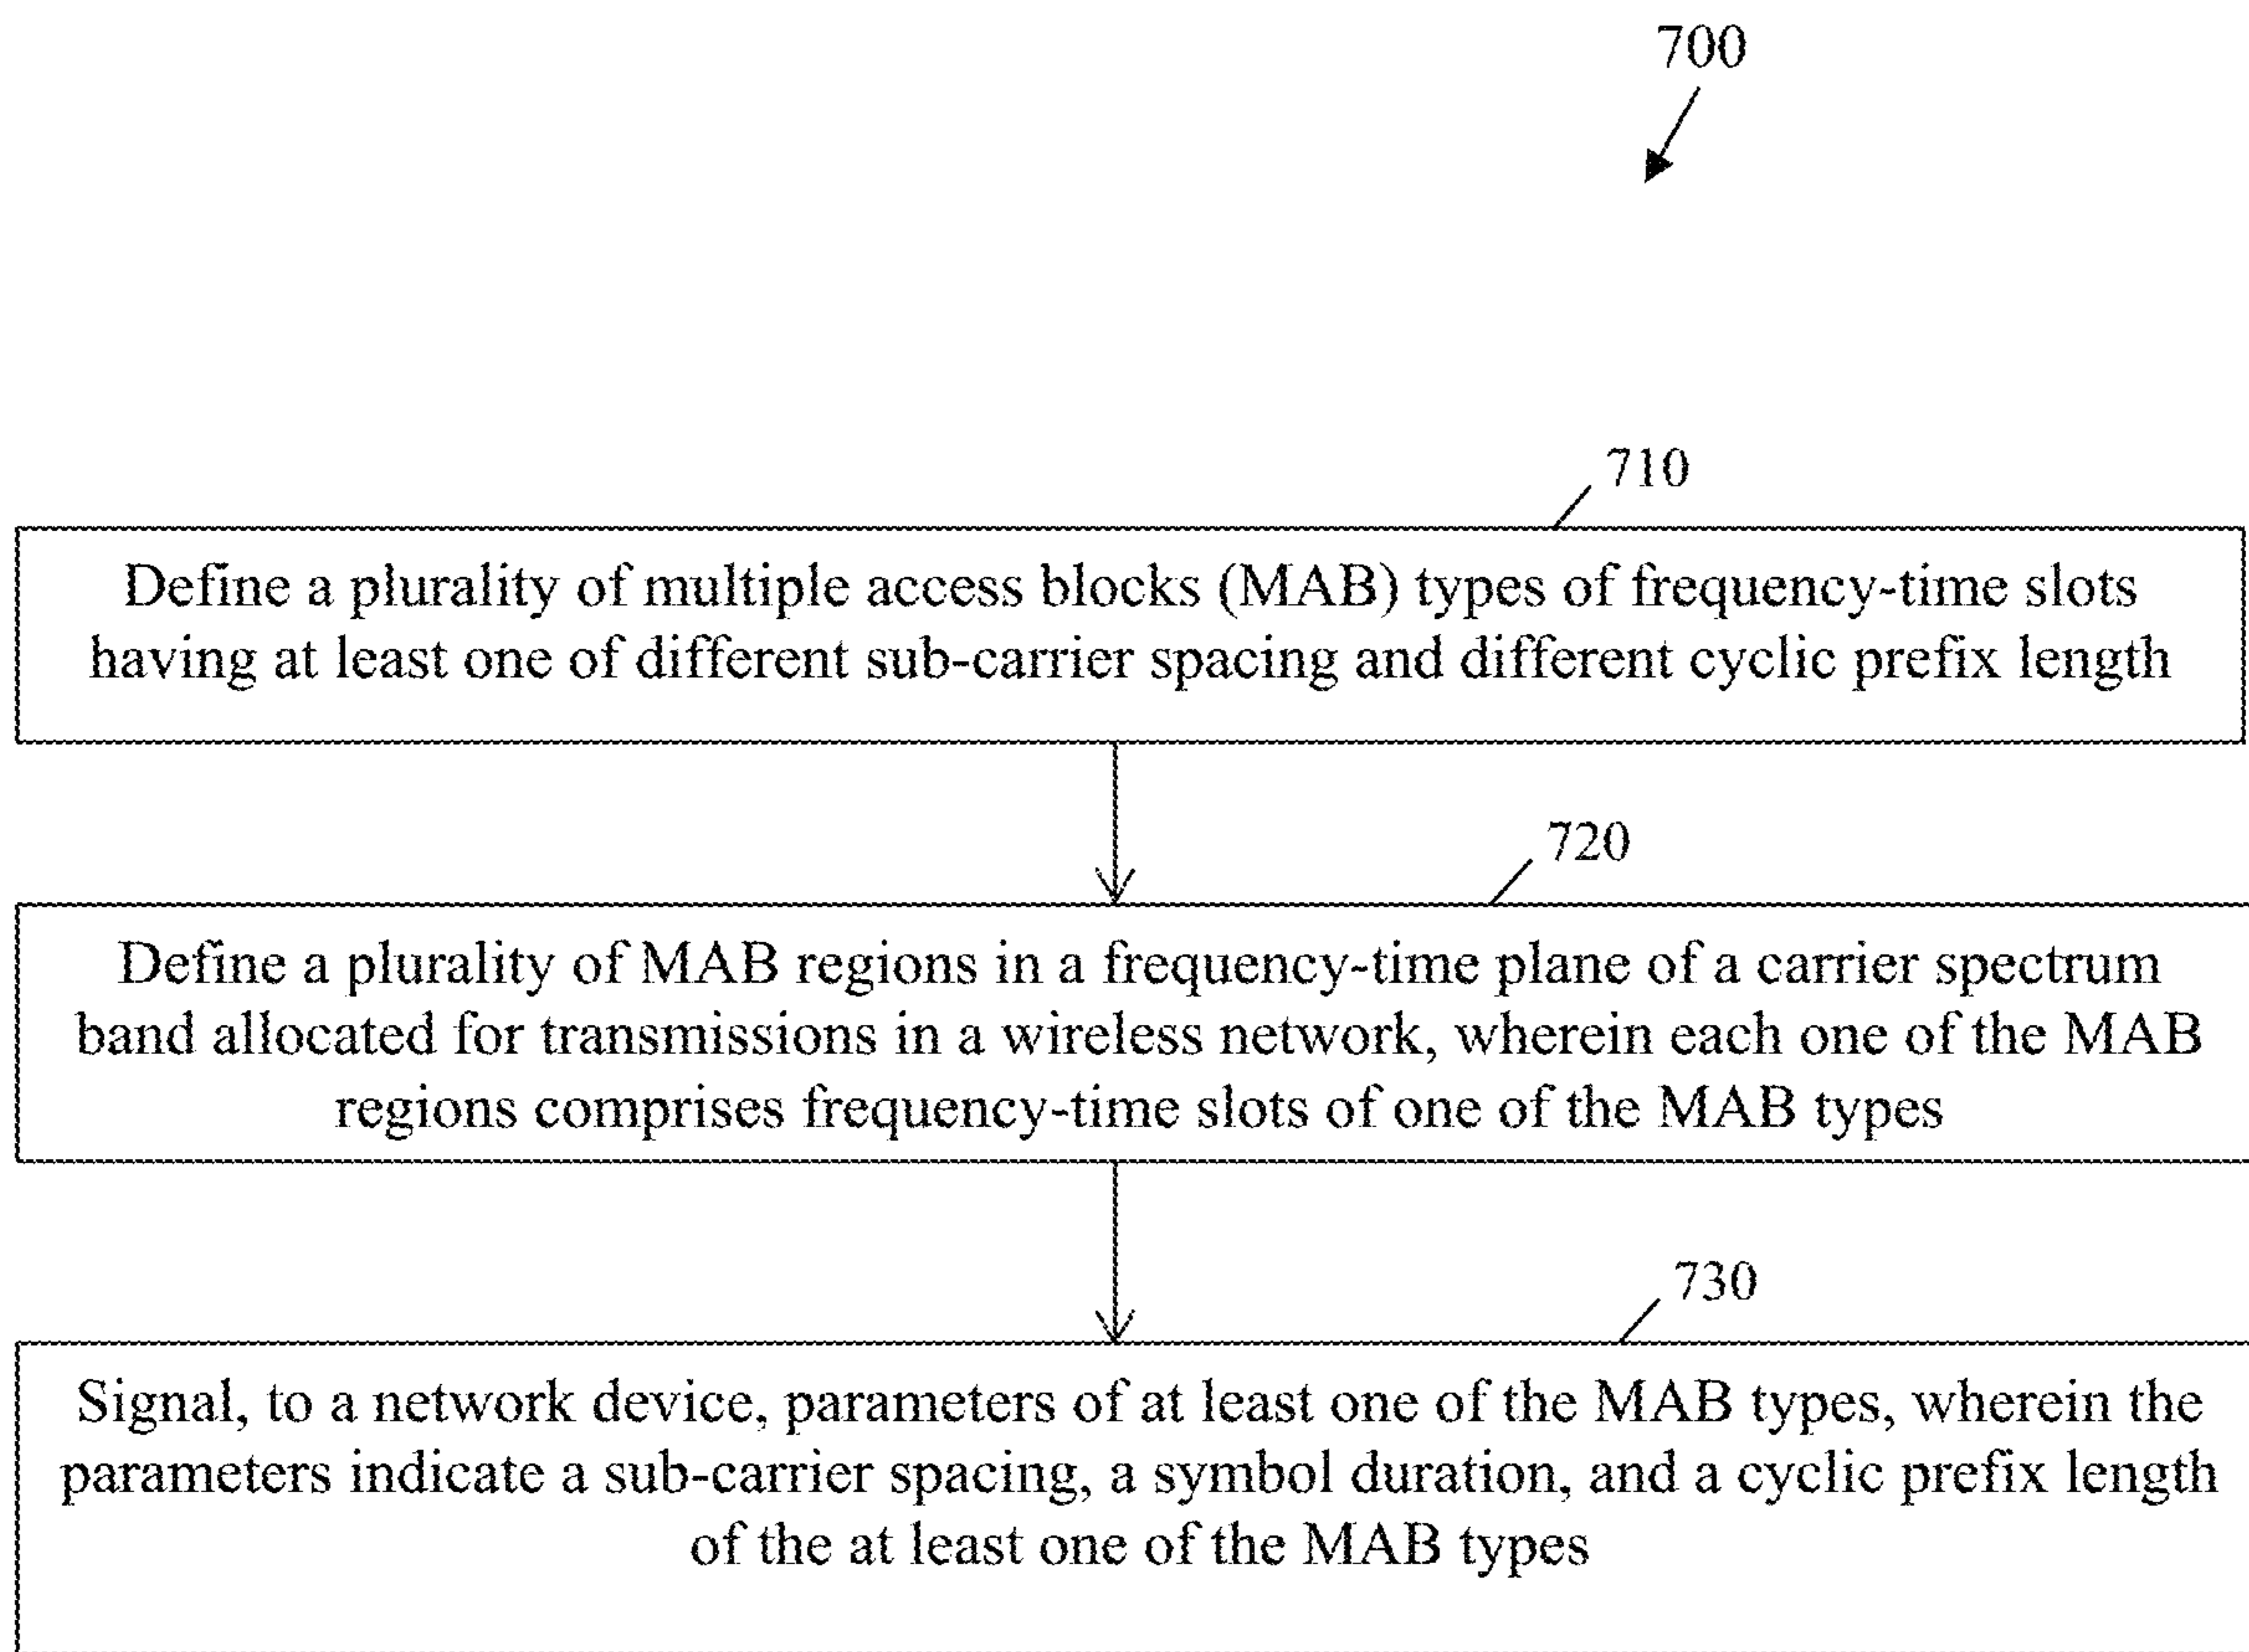 700
710
Define a plurality of multiple access blocks (MAB) types of frequency-time slots
having at least one of different sub-carrier spacing and different cyclic prefix length
720
Define a plurality of MAB regions in a frequency-time plane of a carrier spectrum
band allocated for transmissions in a wireless network, wherein each one of the MAB
regions comprises frequency-time slots of one of the MAB types
730
Signal, to a network device, parameters of at least one of the MAB types, wherein the
parameters indicate a sub-carrier spacing, a symbol duration, and a cyclic prefix length
of the at least one of the MAB types